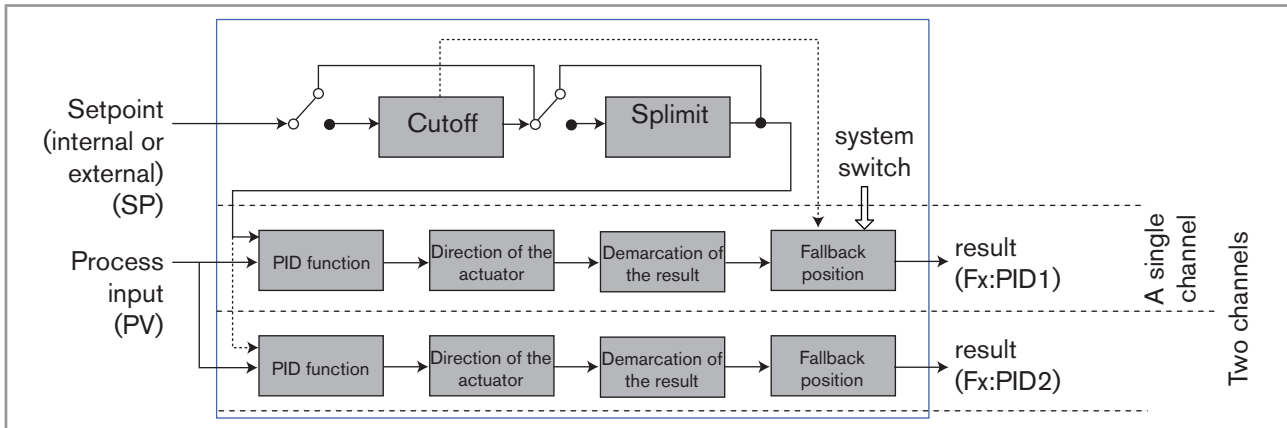 Setpoint
(internal or
external)
(SP)
Cutoff
Splimit
system
switch
Process
input
(PV)
PID function
Direction of the
actuator
Demarcation
of the result
Fallback
position
result
(Fx:PID1)
A single
channel
Two channels
PID function
Direction of the
actuator
Demarcation of
the result
Fallback
position
result
(Fx:PID2)